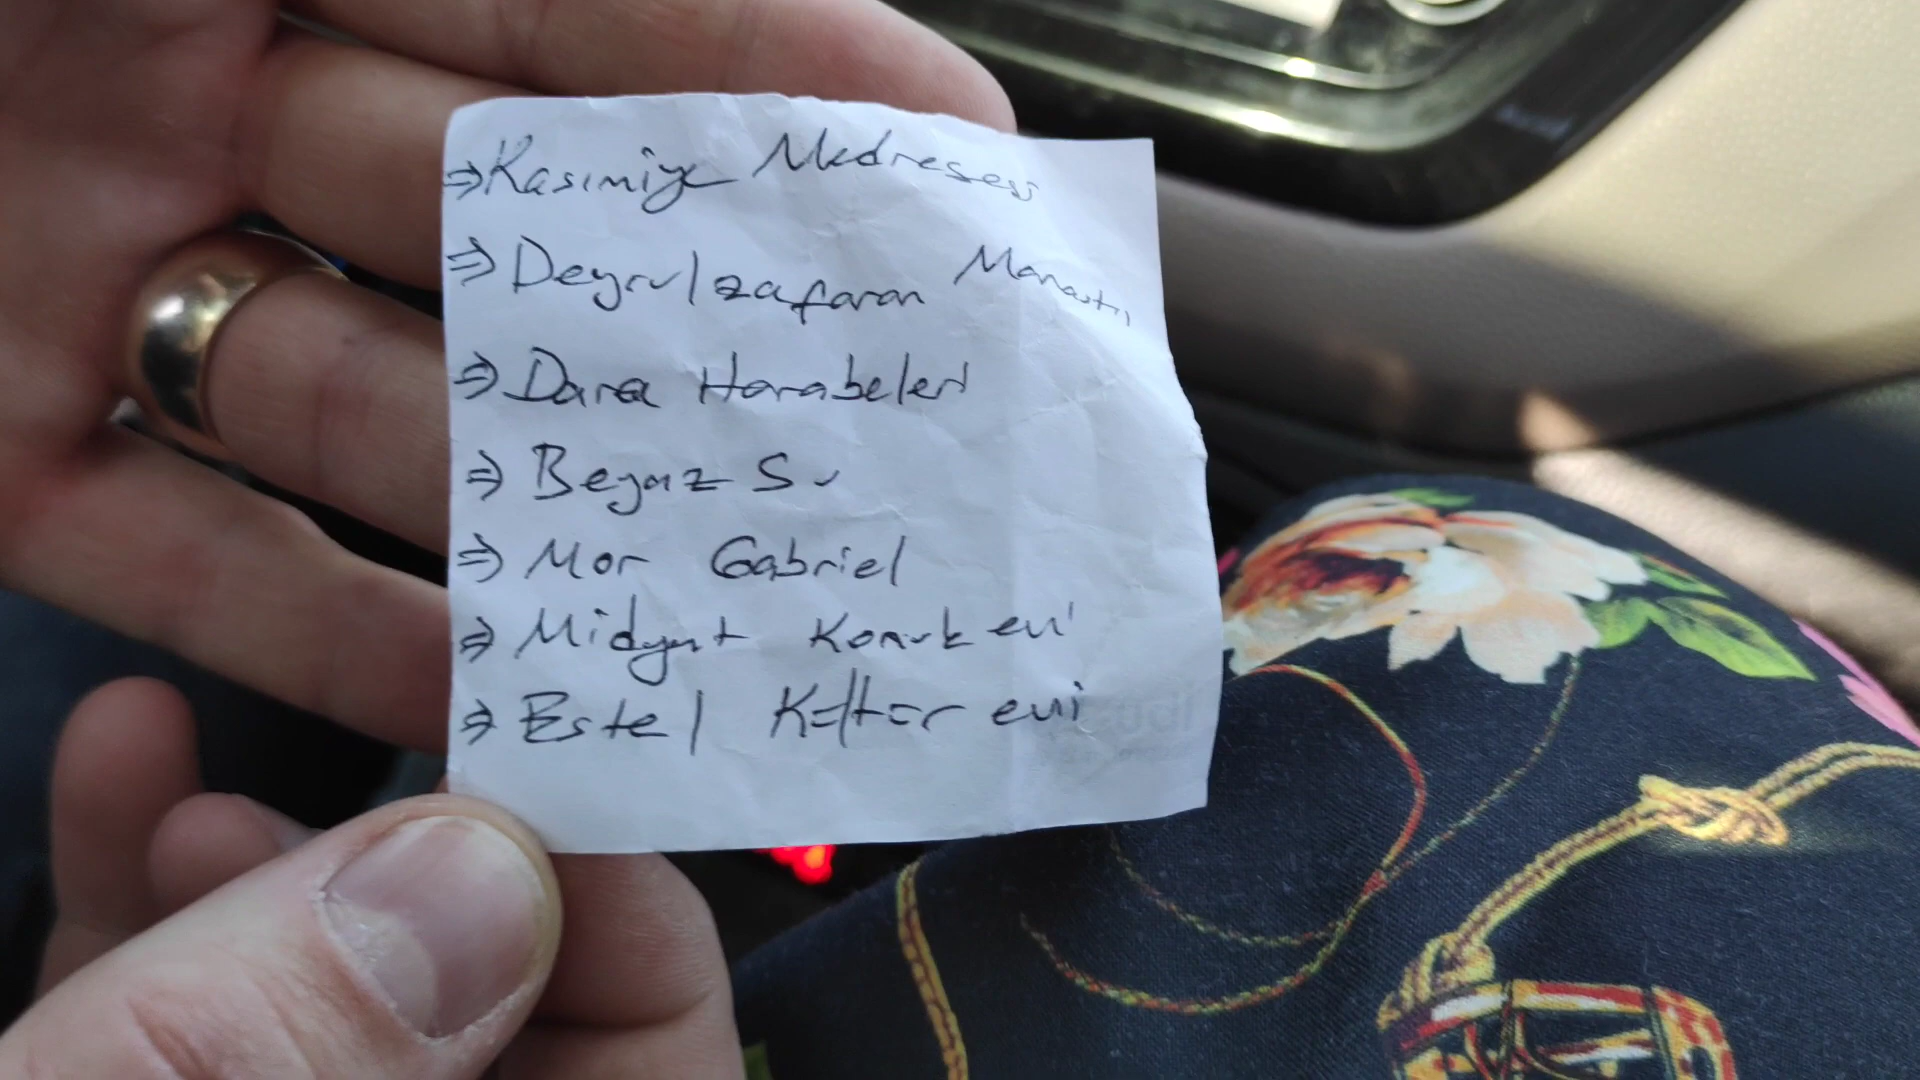 ⇒Kasımiye Medresesi
⇒ Deyrulzafaran Manastırı
⇒ Dara Harabeleri
⇒ Beyaz Su
⇒ Mor Gabriel
⇒ Midyat Konuk evi
⇒ Estel Kültür evi